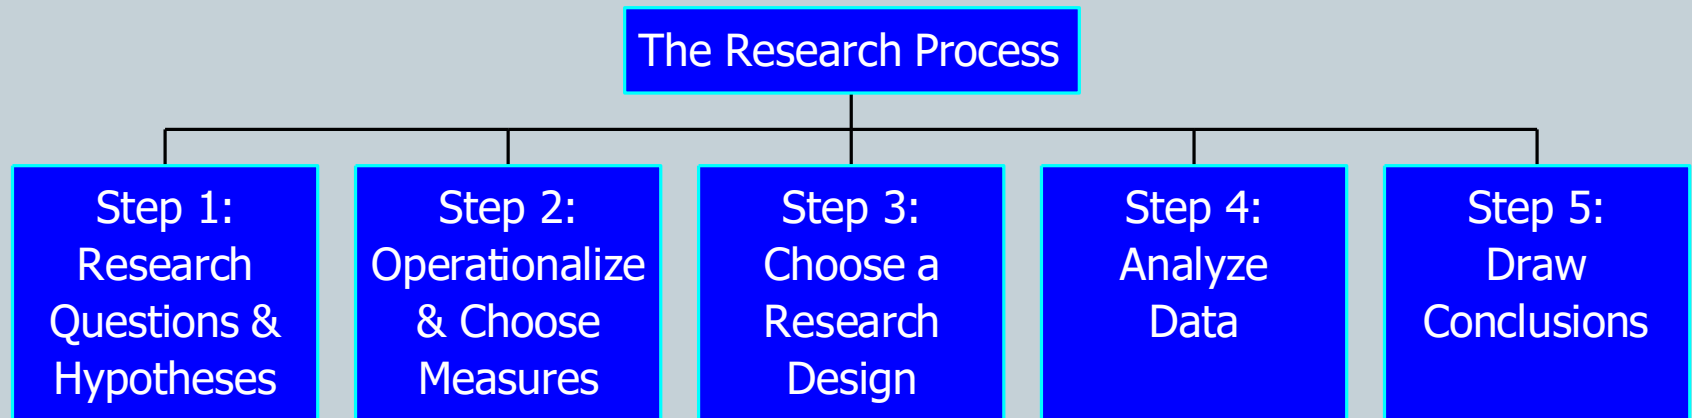 The Research Process
Step 1:
Research
Questions &
Hypotheses
Step 2:
Operationalize
& Choose
Measures
Step 3:
Choose a
Research
Design
Step 4:
Analyze
Data
Step 5:
Draw
Conclusions